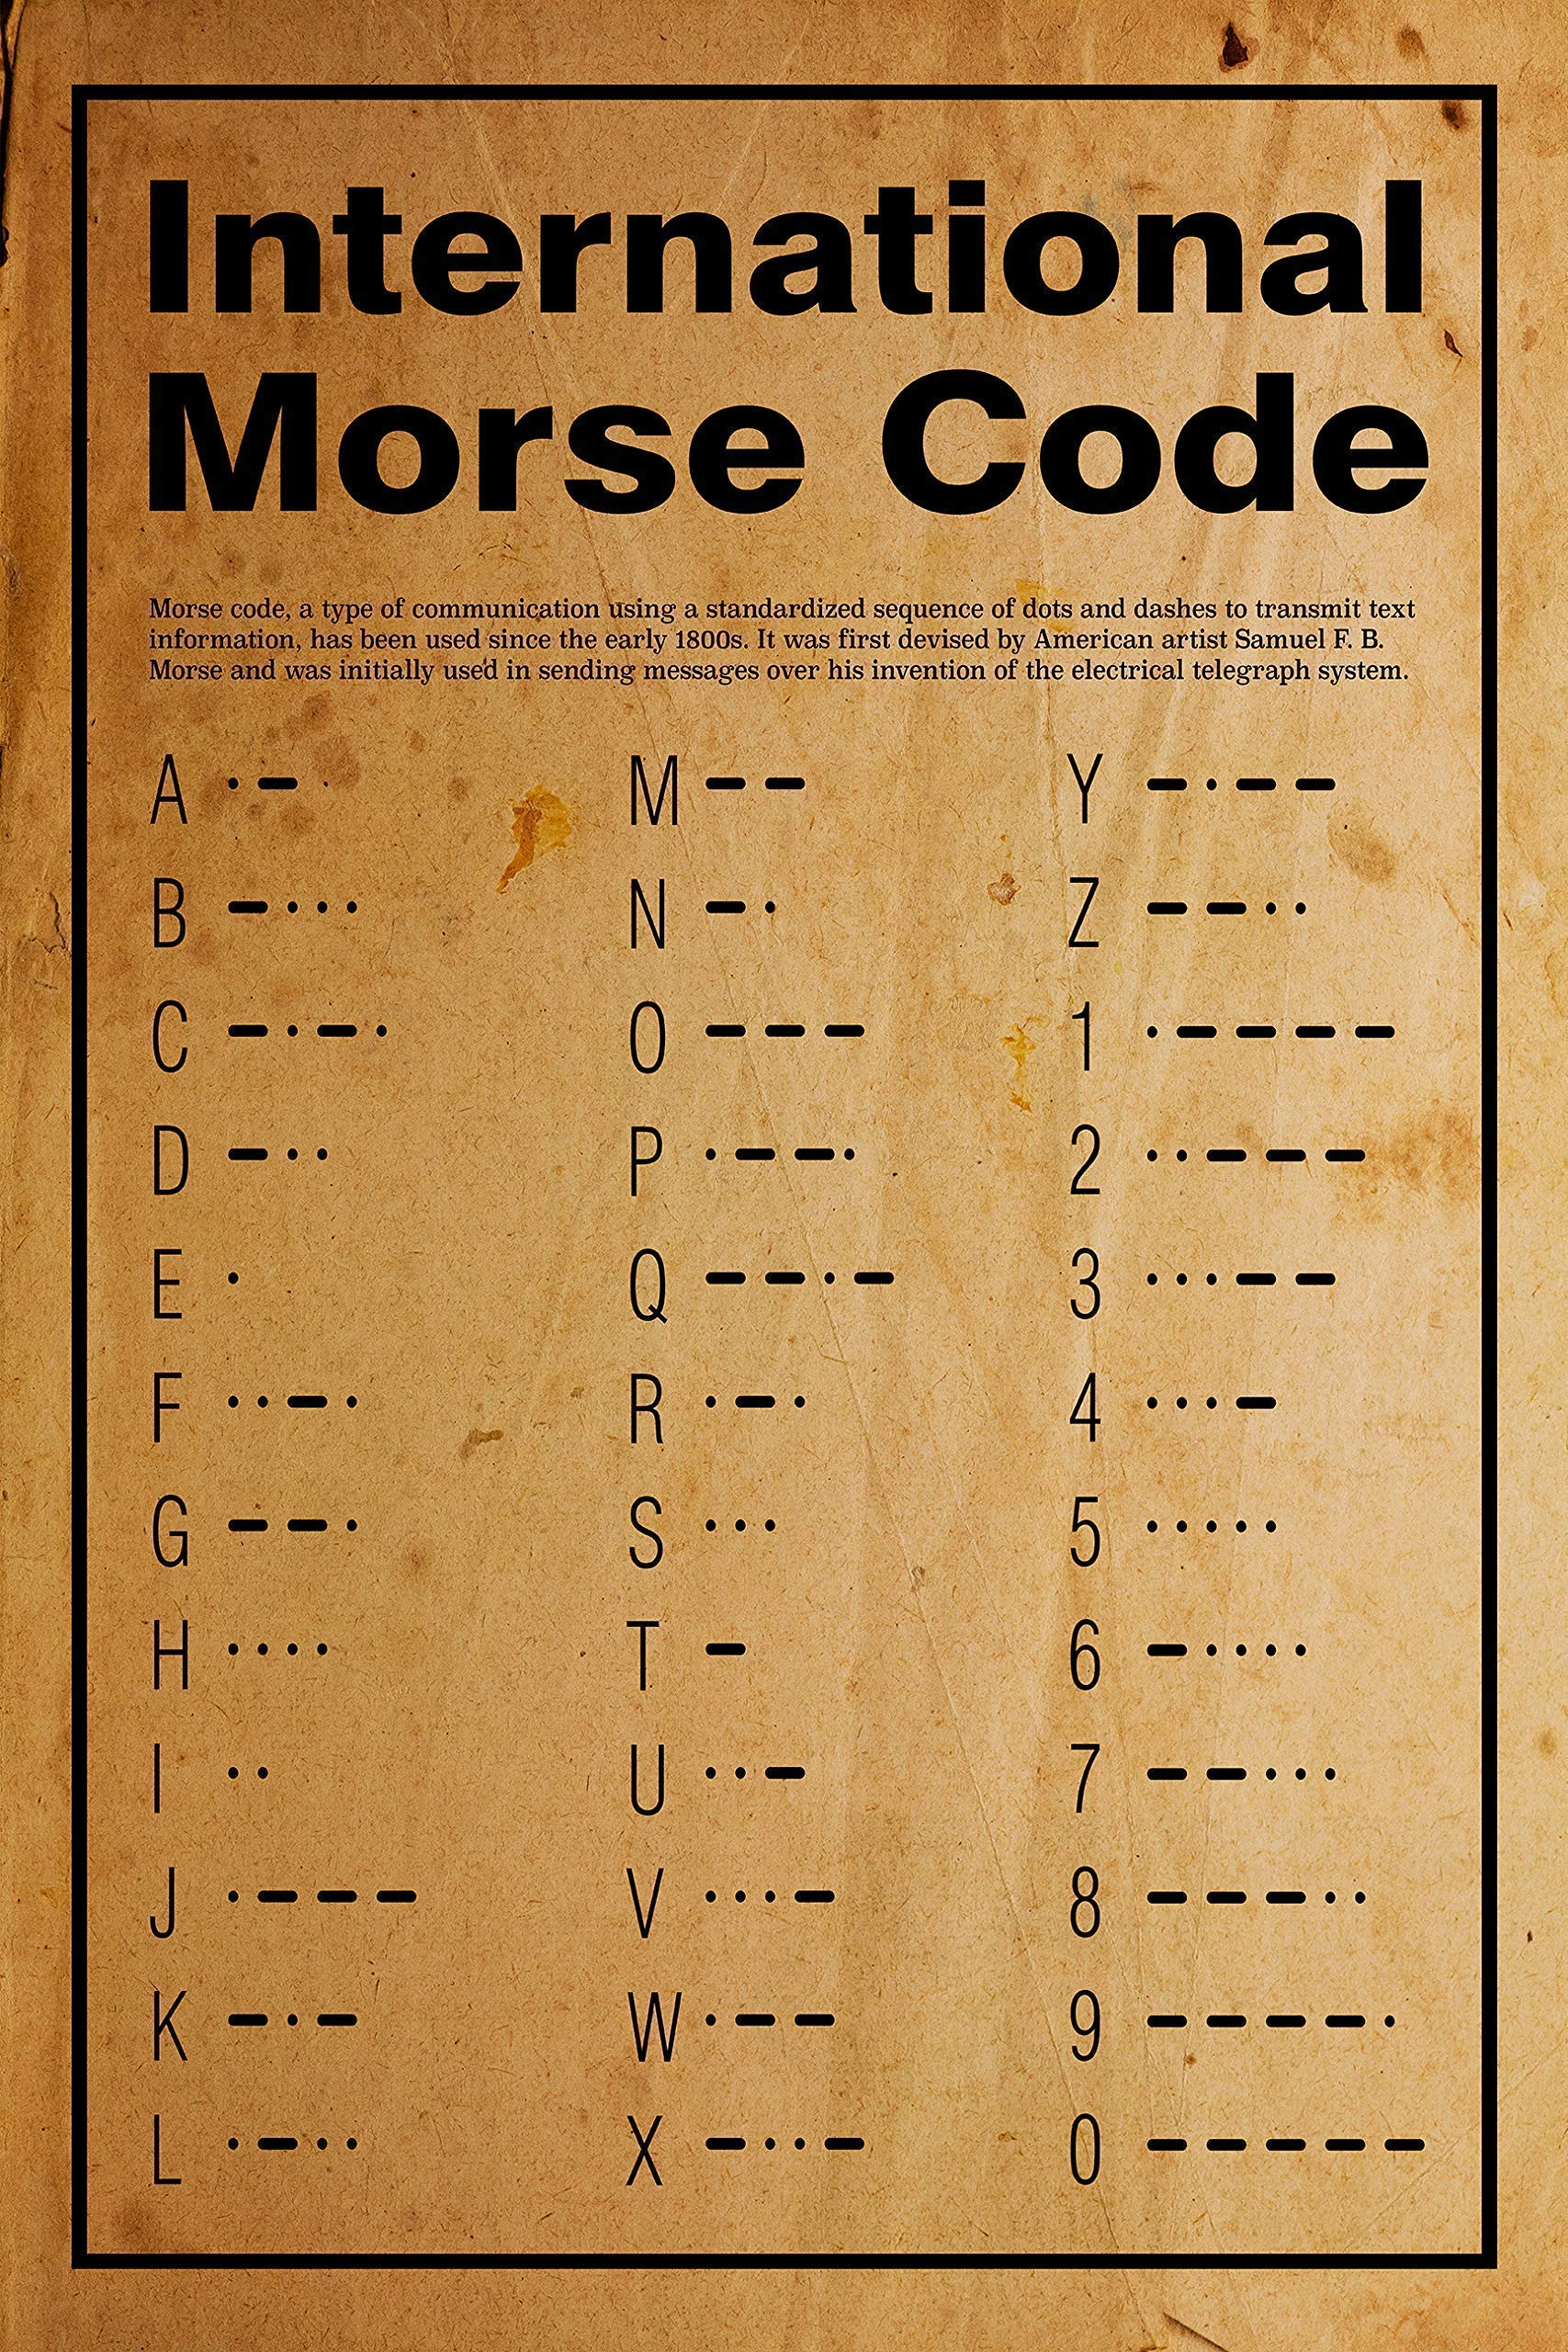 International
Morse Code
Morse code, a type of communication using a standardized sequence of dots and dashes to transmit text
information, has been used since the early 1800s. It was first devised by American artist Samuel F. B.
Morse and was initially used in sending messages over his invention of the electrical telegraph system.
A ·–
B –···
C –·–·
D –··
E ·
F ··–·
G ––·
H ····
I ··
J ·–––
K –·–
L ·–··
M ––
N –·
O –––
P ·––·
Q ––·–
R ·–·
S ···
T –
U ··–
V ···–
W ·––
X –··–
Y –·––
Z ––··
1 ·––––
2 ··–––
3 ···––
4 ···–
5 ·····
6 –····
7 ––···
8 –––··
9 ––––·
0 –––––